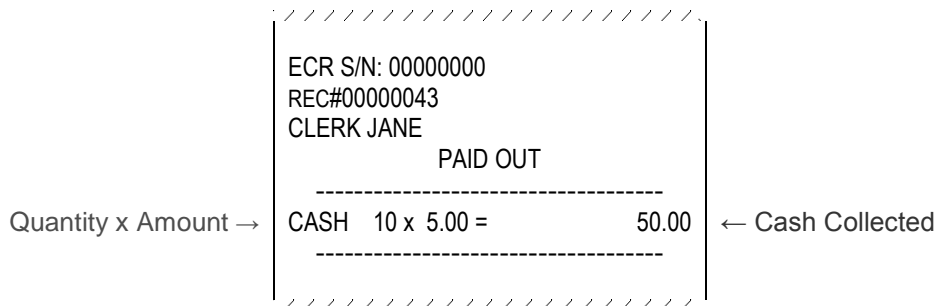 ECR S/N: 00000000
REC#00000043
CLERK JANE
PAID OUT
------------------------------------
Quantity x Amount → CASH 10 x 5.00 = 50.00 ← Cash Collected
------------------------------------